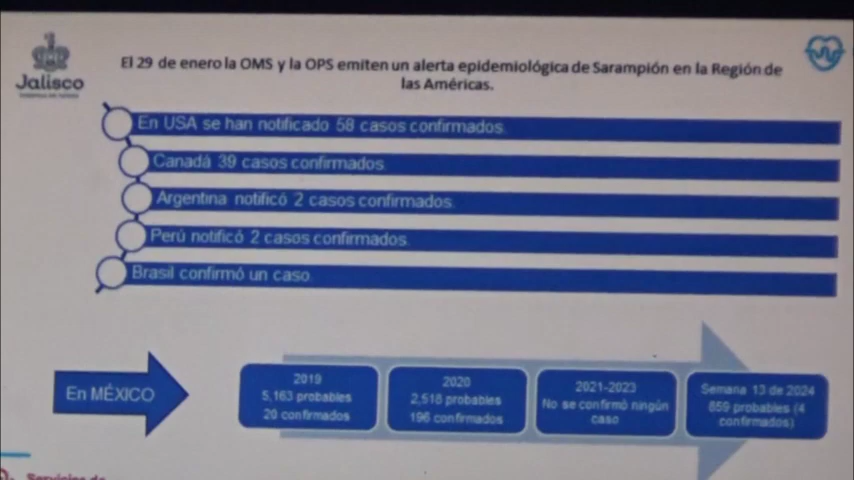 Jalisco
El 29 de enero la OMS y la OPS emiten un alerta epidemiológica de Sarampión en la Región de
las Américas.
En USA se han notificado 58 casos confirmados.
Canadá 39 casos confirmados.
Argentina notificó 2 casos confirmados.
Perú notificó 2 casos confirmados.
Brasil confirmó un caso.
En MÉXICO
2019
5,163 probables
20 confirmados
2020
2,518 probables
196 confirmados
2021-2023
No se confirmó ningún
caso
Semana 13 de 2024
859 probables (4
confirmados)
Servicios de